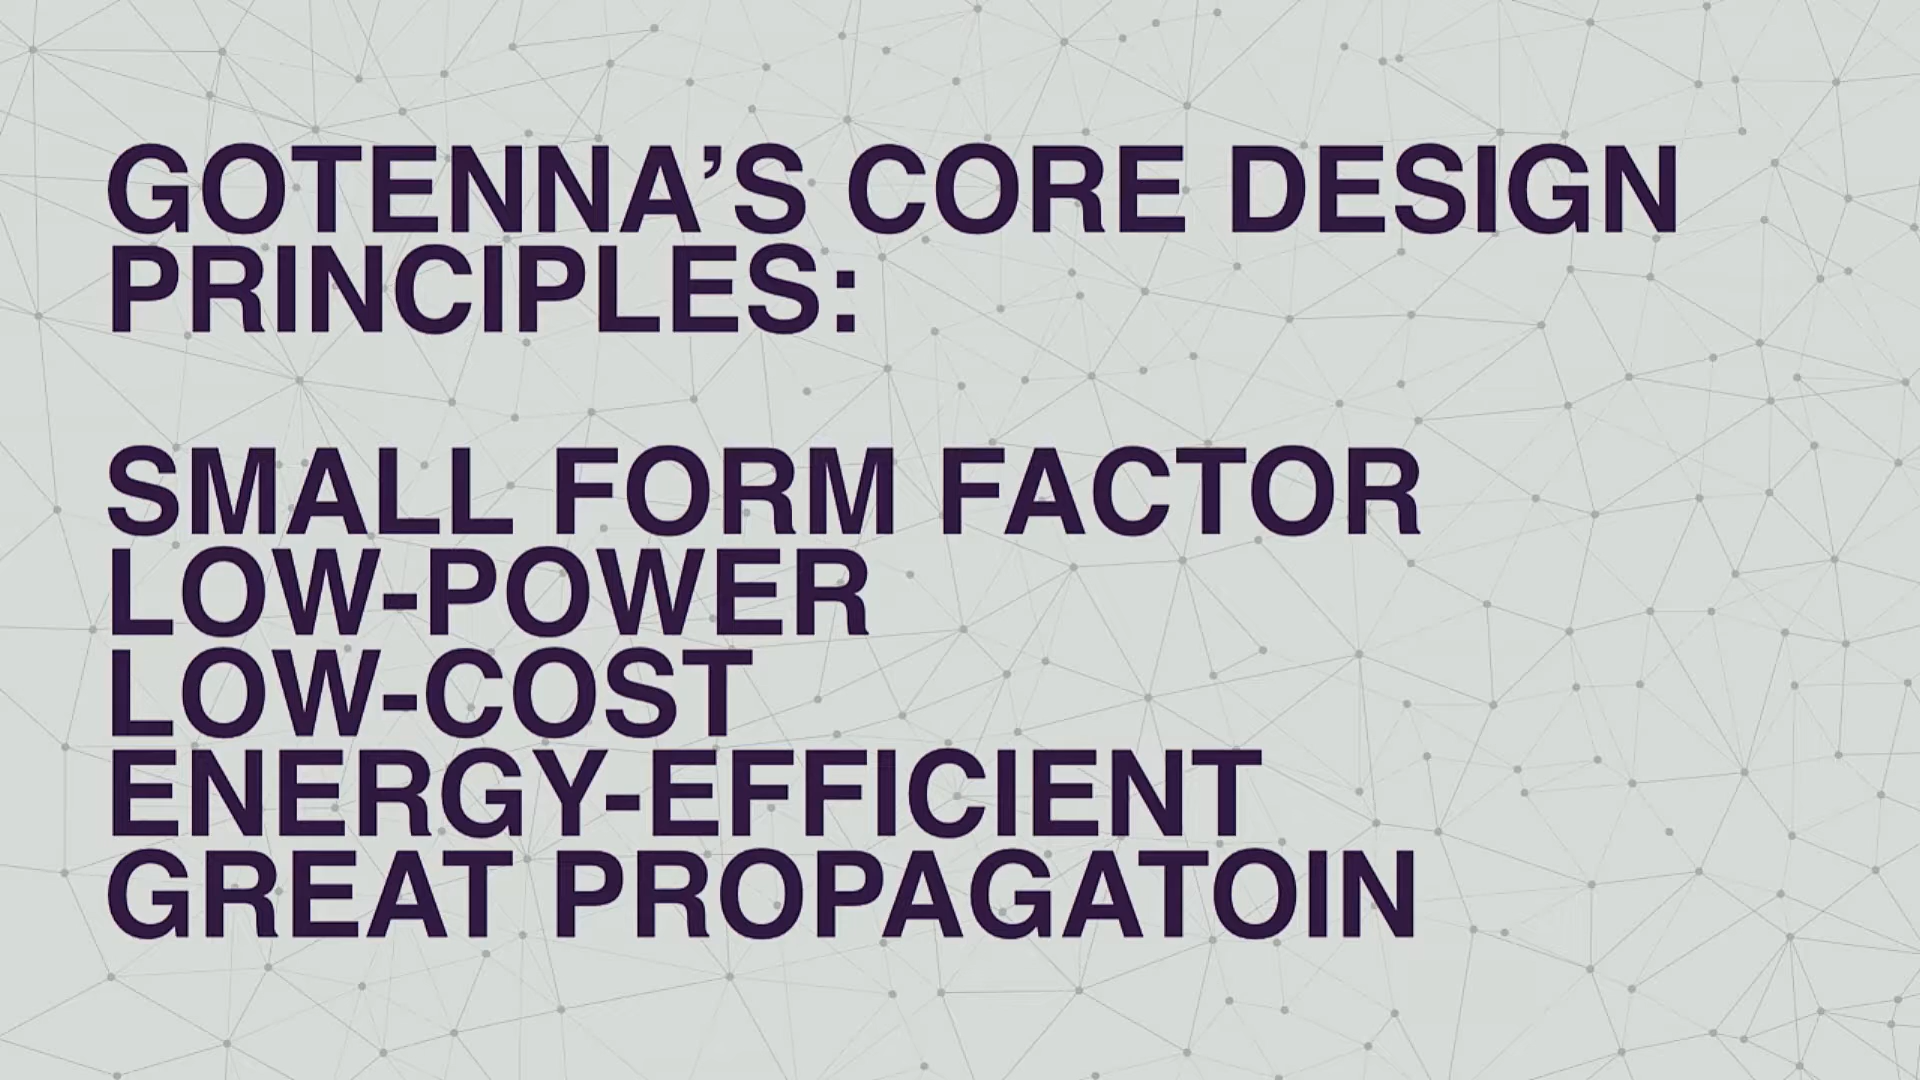 GOTENNA’S CORE DESIGN
PRINCIPLES:
SMALL FORM FACTOR
LOW-POWER
LOW-COST
ENERGY-EFFICIENT
GREAT PROPAGATOIN